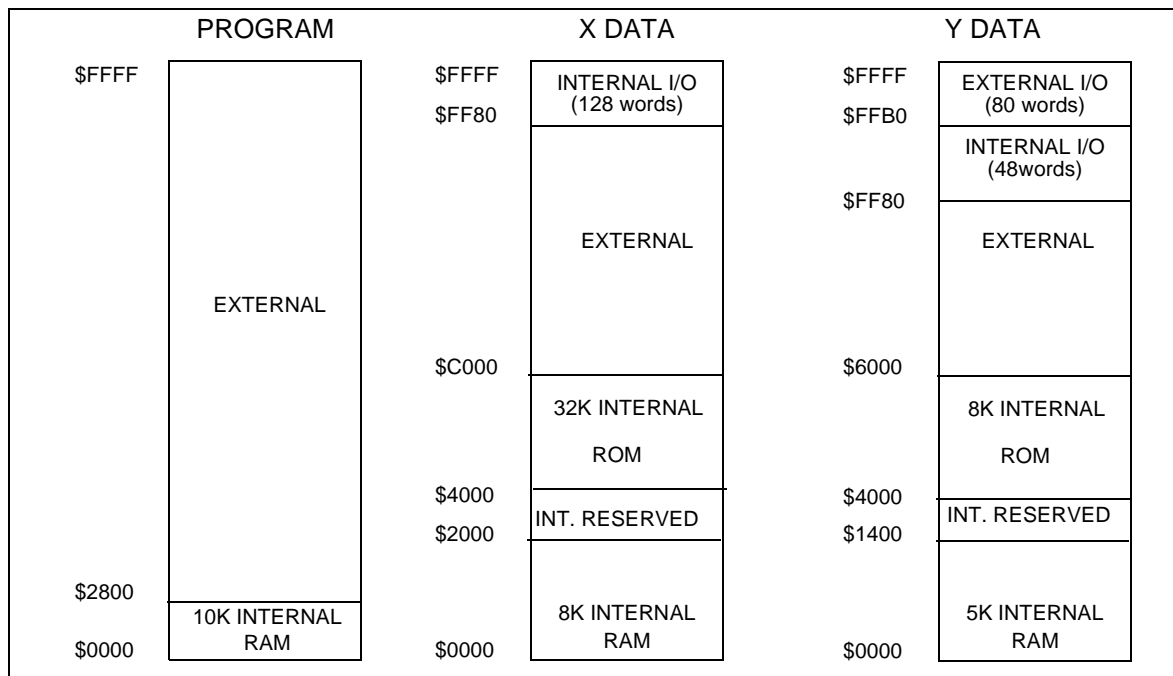 PROGRAM
$FFFF
EXTERNAL
$2800
10K INTERNAL
RAM
$0000
X DATA
$FFFF
INTERNAL I/O
(128 words)
$FF80
EXTERNAL
$C000
32K INTERNAL
ROM
$4000
INT. RESERVED
$2000
8K INTERNAL
RAM
$0000
Y DATA
$FFFF
EXTERNAL I/O
(80 words)
$FFB0
INTERNAL I/O
(48words)
$FF80
EXTERNAL
$6000
8K INTERNAL
ROM
$4000
INT. RESERVED
$1400
5K INTERNAL
RAM
$0000